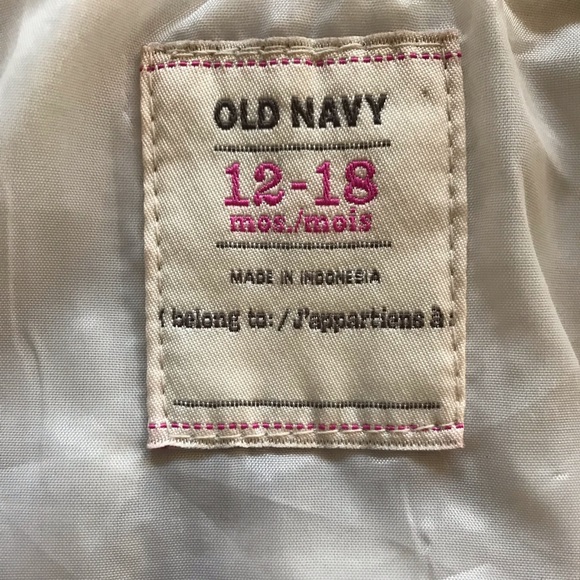 OLD NAVY
12-18
mos./mois
MADE IN INDONESIA
I belong to: / J'appartiens à :